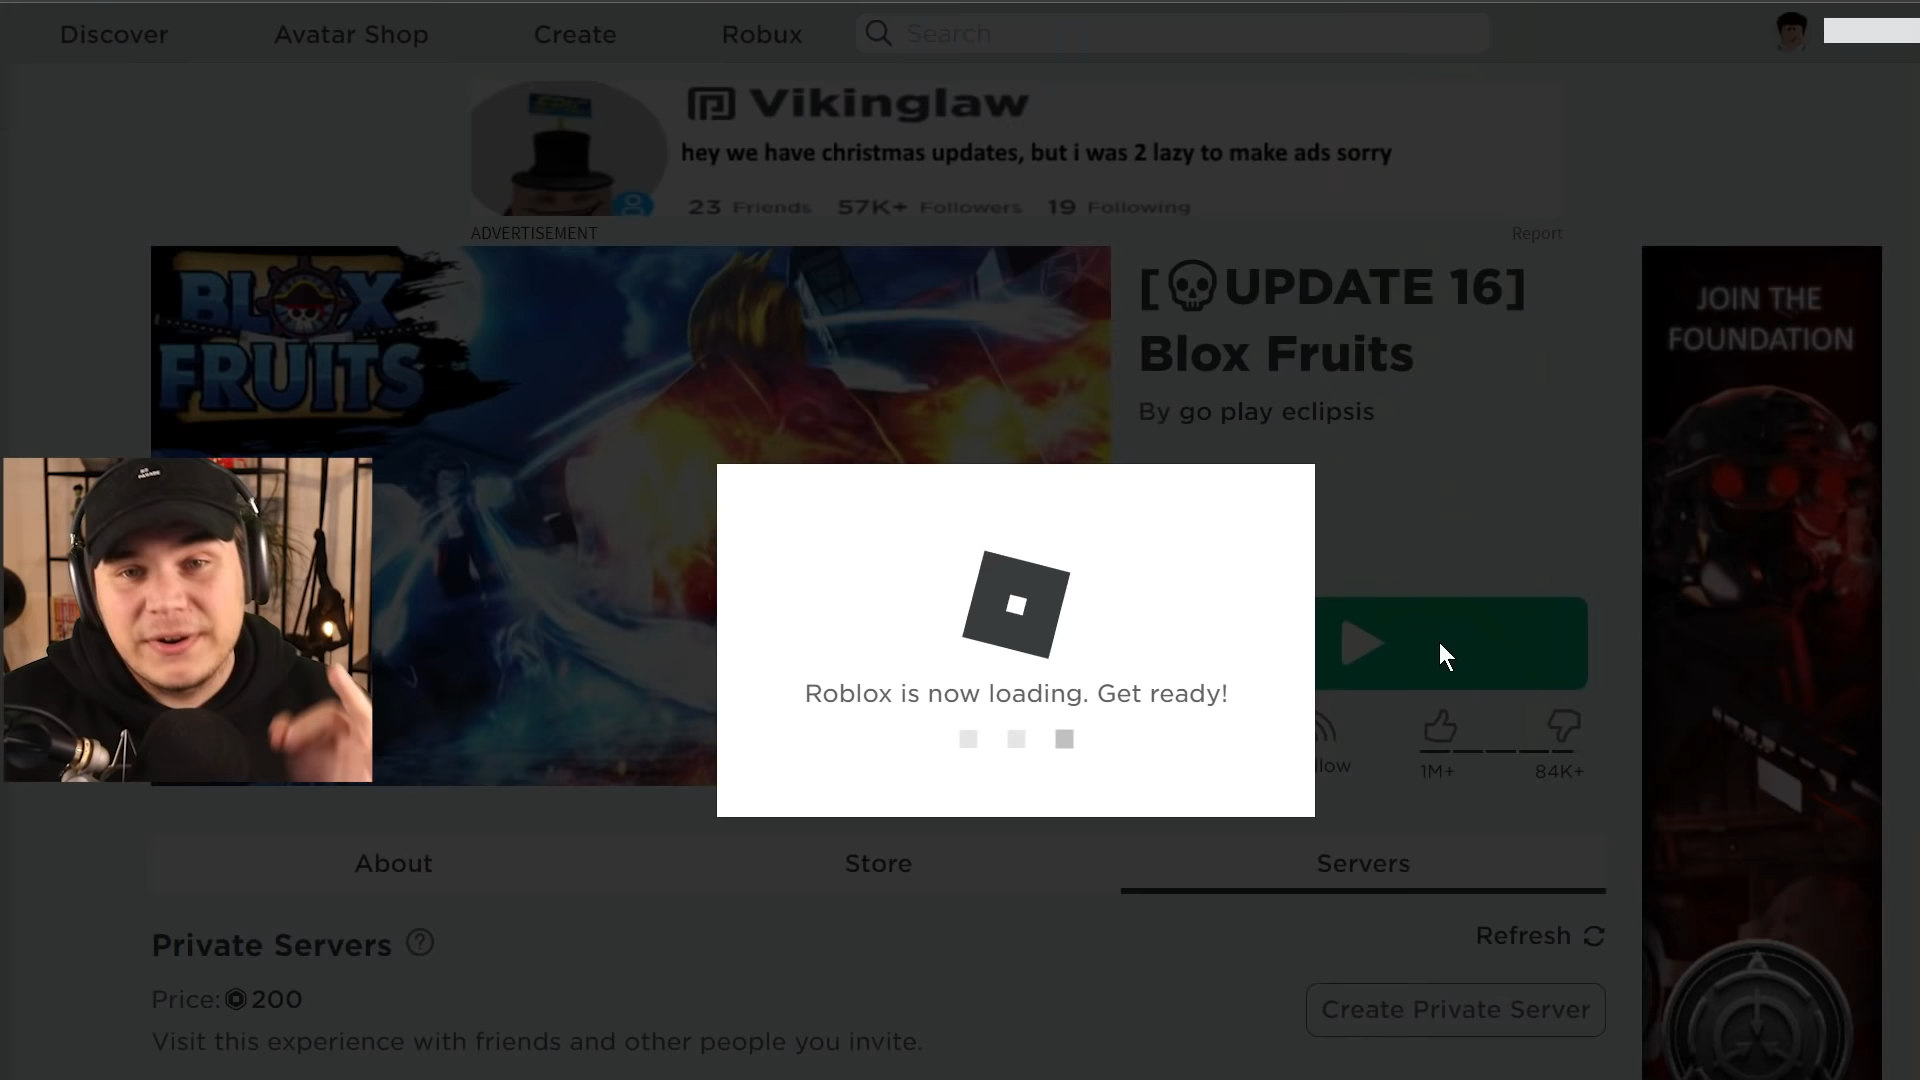 Discover
Avatar Shop
Create
Robux
Search
Vikinglaw
hey we have christmas updates, but i was 2 lazy to make ads sorry
23 Friends 57K+ Followers 19 Following
ADVERTISEMENT
Report
EPIC
BLOX
FRUITS
[💀UPDATE 16]
Blox Fruits
By go play eclipsis
JOIN THE
FOUNDATION
Roblox is now loading. Get ready!
llow
1M+
84K+
About
Store
Servers
Private Servers
Refresh
Price: 200
Create Private Server
Visit this experience with friends and other people you invite.